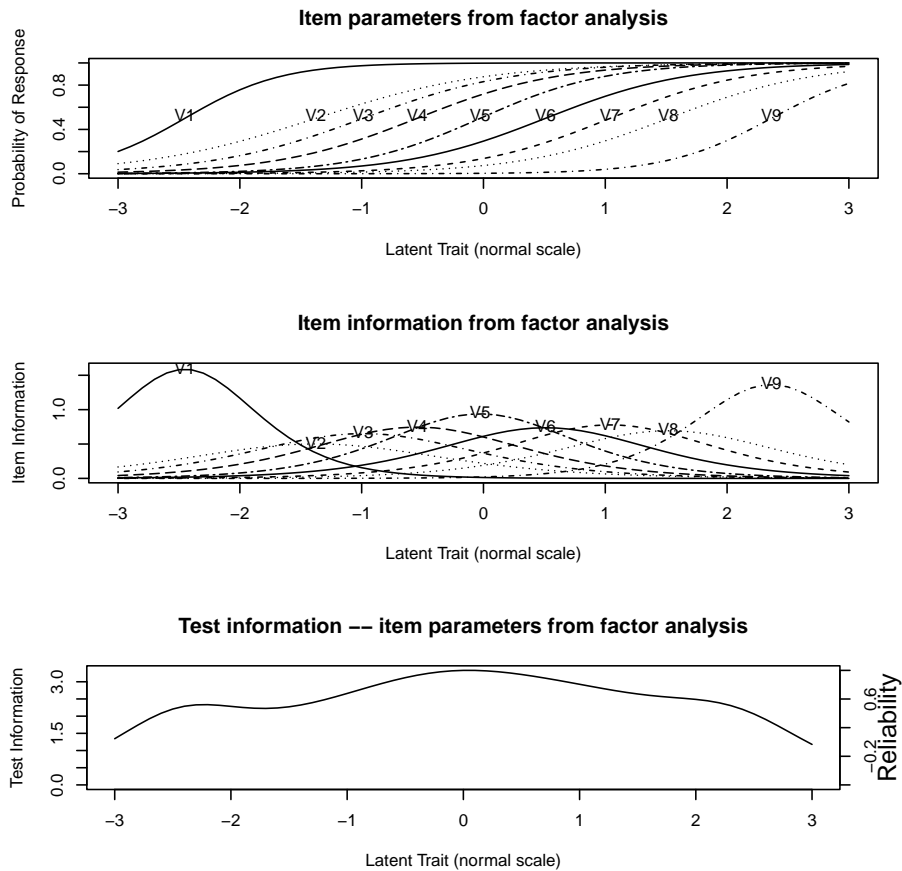 Item parameters from factor analysis
Probability of Response
0.0 0.4 0.8
V1 V2 V3 V4 V5 V6 V7 V8 V9
−3 −2 −1 0 1 2 3
Latent Trait (normal scale)
Item information from factor analysis
Item Information
0.0 1.0
V1 V2 V3 V4 V5 V6 V7 V8 V9
−3 −2 −1 0 1 2 3
Latent Trait (normal scale)
Test information −− item parameters from factor analysis
Test Information
0.0 1.5 3.0
−0.2 0.6
Reliability
−3 −2 −1 0 1 2 3
Latent Trait (normal scale)